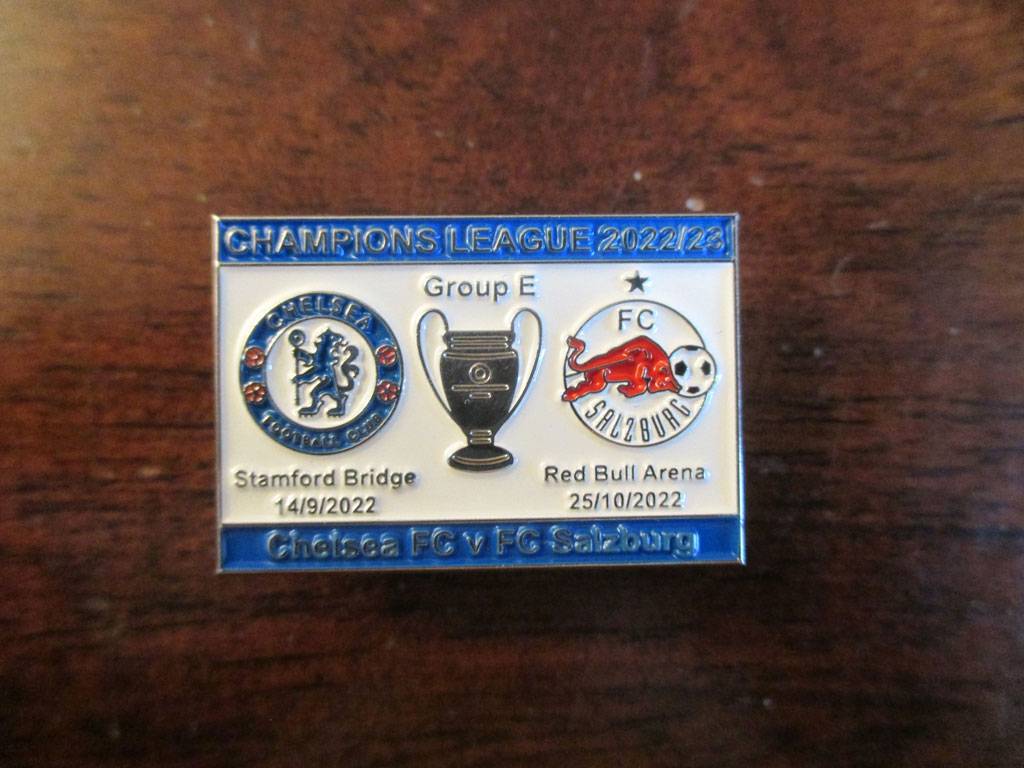 CHAMPIONS LEAGUE 2022/23
Group E
CHELSEA
FOOTBALL CLUB
FC
SALZBURG
Stamford Bridge
14/9/2022
Red Bull Arena
25/10/2022
Chelsea FC v FC Salzburg